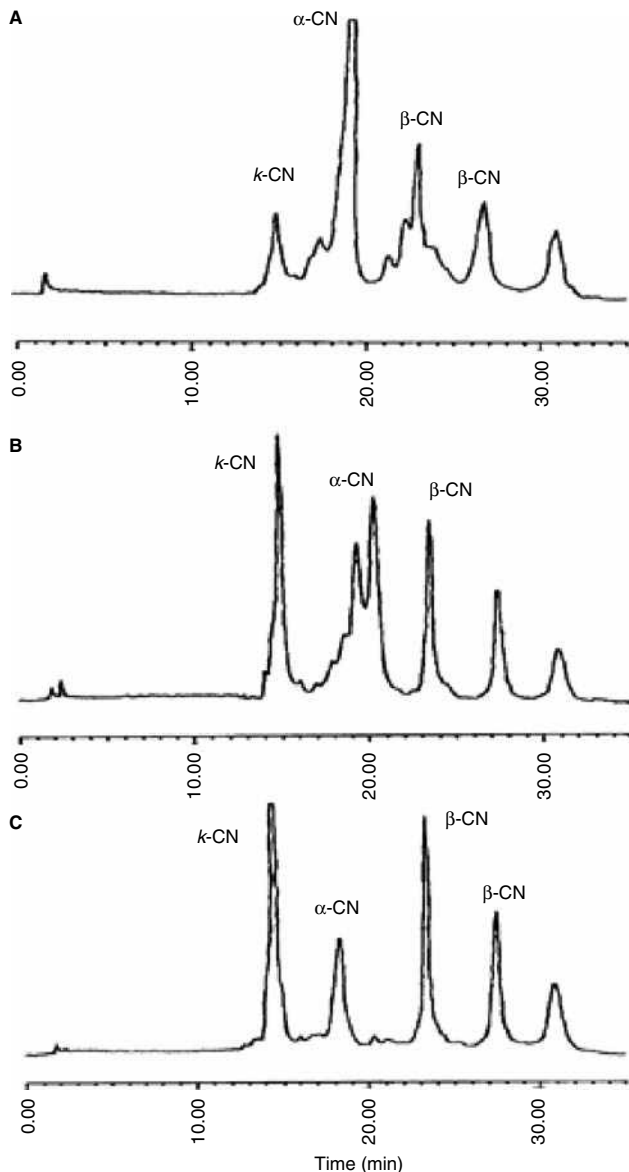 A
α-CN
β-CN
k-CN
β-CN
0.00
10.00
20.00
30.00
B
k-CN
α-CN
β-CN
0.00
10.00
20.00
30.00
C
β-CN
k-CN
α-CN
β-CN
0.00
10.00
20.00
30.00
Time (min)